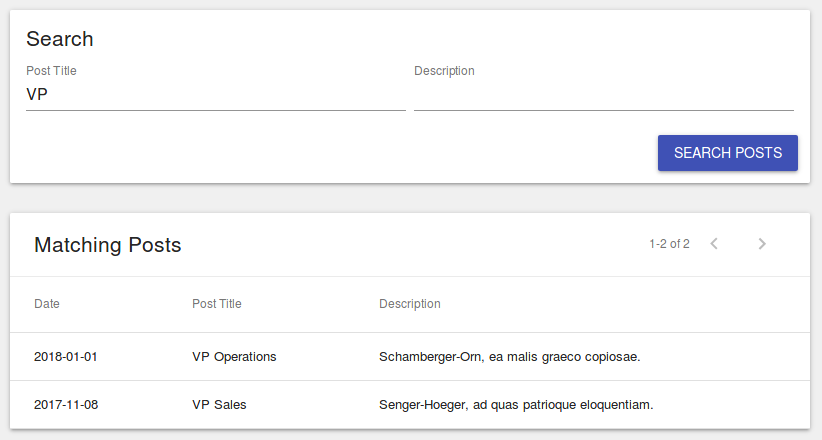 Search
Post Title Description
VP
SEARCH POSTS
Matching Posts 1-2 of 2
Date Post Title Description
2018-01-01 VP Operations Schamberger-Orn, ea malis graeco copiosae.
2017-11-08 VP Sales Senger-Hoeger, ad quas patrioque eloquentiam.